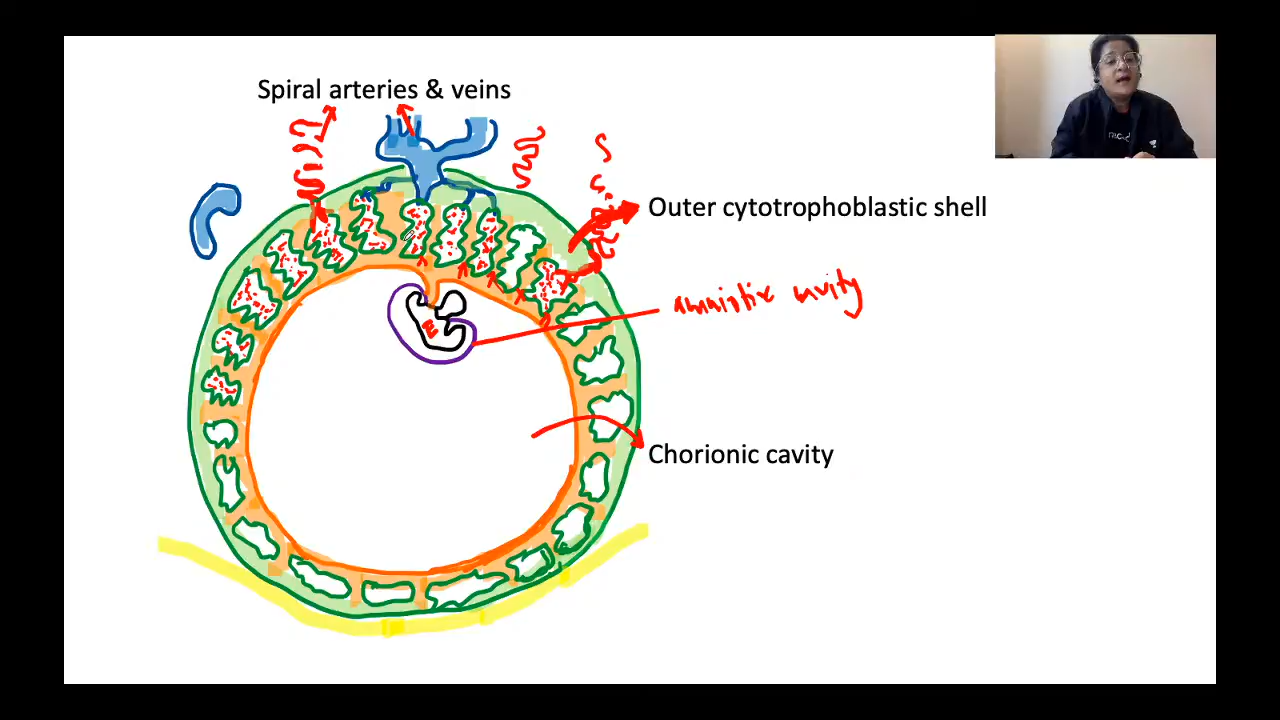 Spiral arteries & veins
Outer cytotrophoblastic shell
amniotic cavity
E
Chorionic cavity